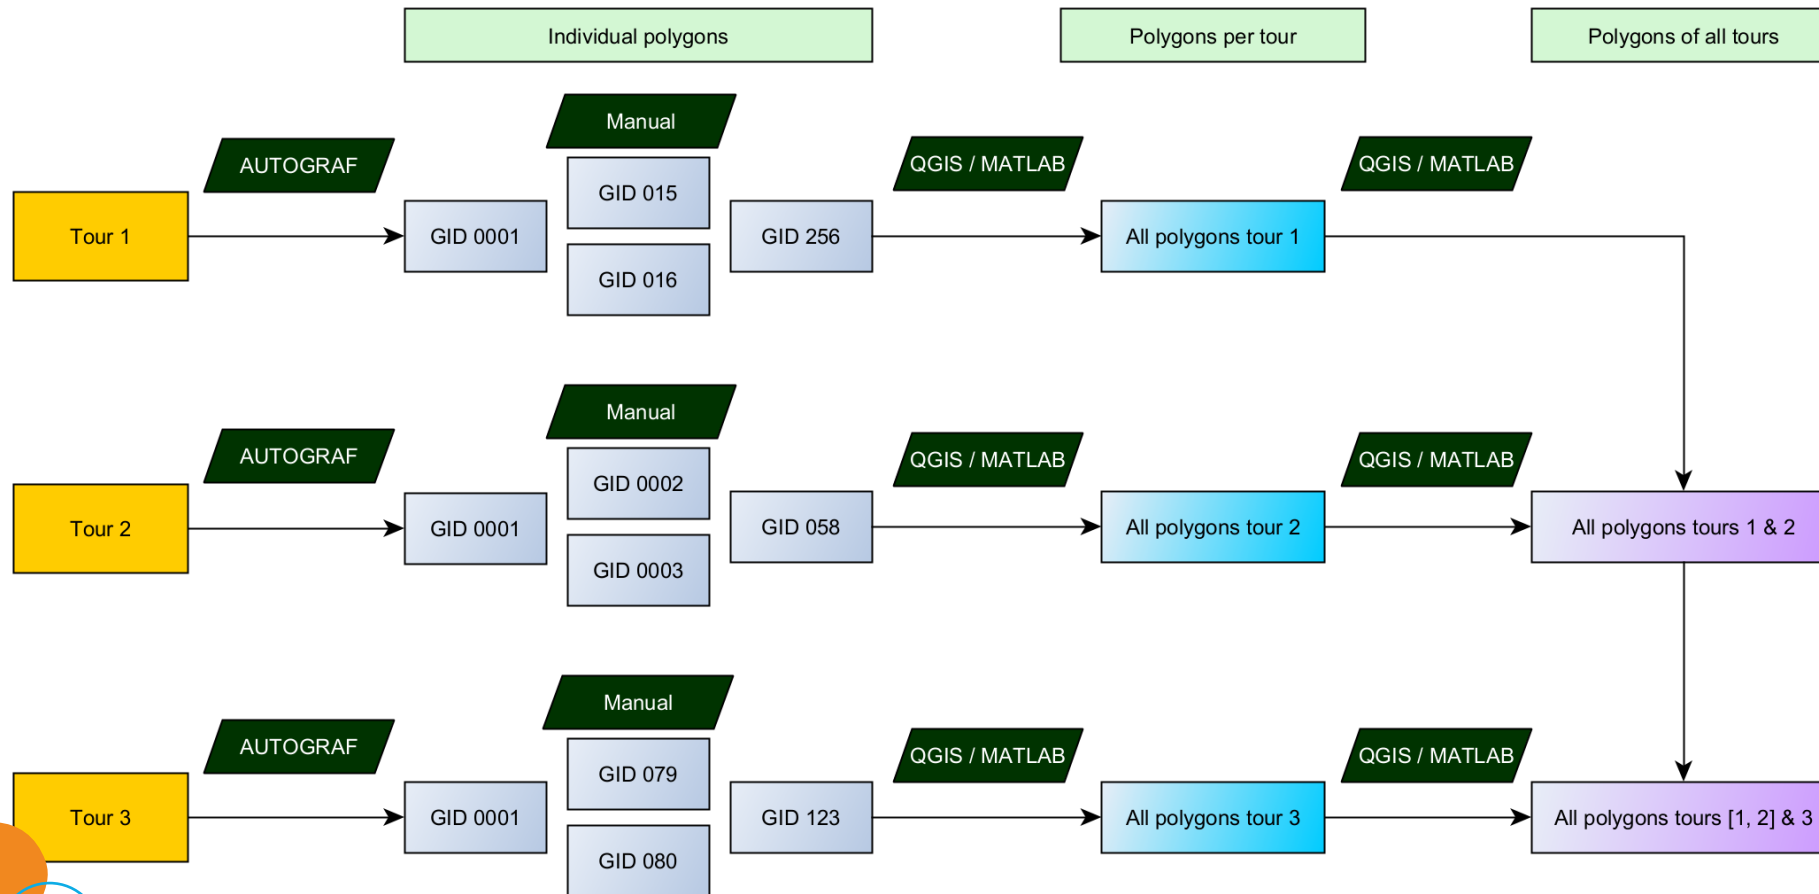 Individual polygons
Polygons per tour
Polygons of all tours
Manual
AUTOGRAF
QGIS / MATLAB
QGIS / MATLAB
GID 015
Tour 1
GID 0001
GID 256
All polygons tour 1
GID 016
Manual
AUTOGRAF
QGIS / MATLAB
QGIS / MATLAB
GID 0002
Tour 2
GID 0001
GID 058
All polygons tour 2
All polygons tours 1 & 2
GID 0003
Manual
AUTOGRAF
QGIS / MATLAB
QGIS / MATLAB
GID 079
Tour 3
GID 0001
GID 123
All polygons tour 3
All polygons tours [1, 2] & 3
GID 080